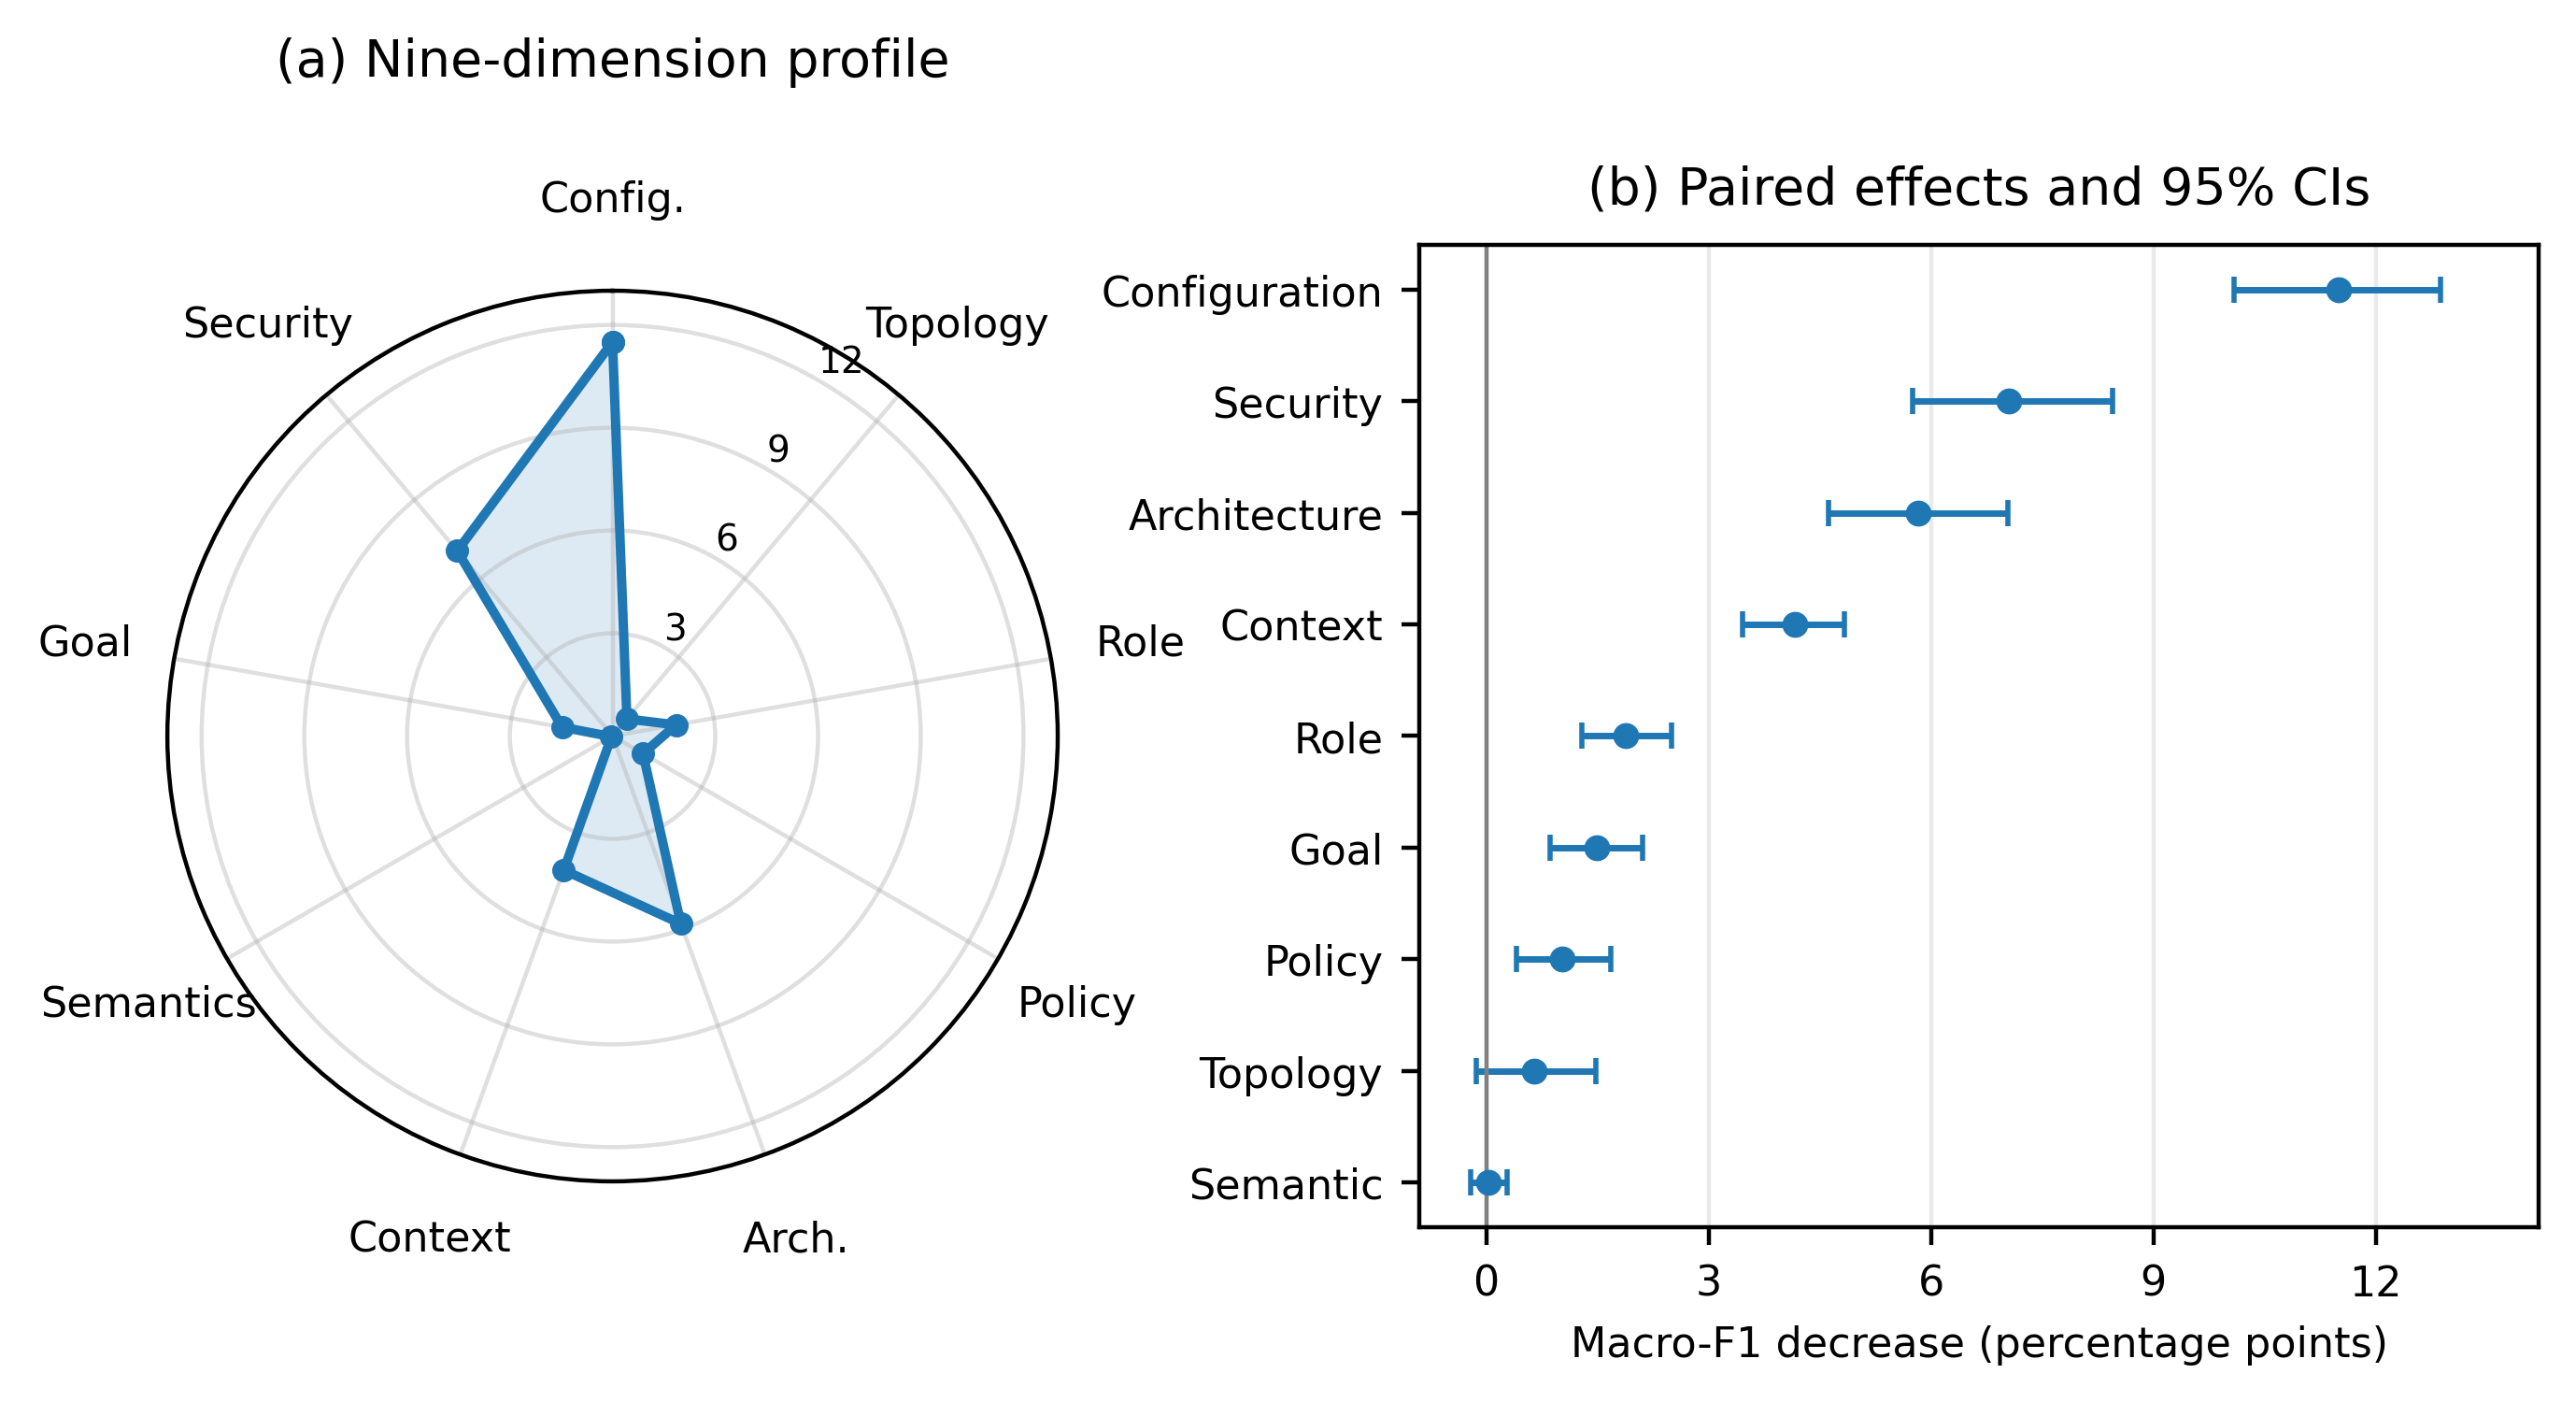 (a) Nine-dimension profile
Config.
Security
Topology
12
9
6
3
Goal
Role
Semantics
Policy
Context
Arch.
(b) Paired effects and 95% CIs
Configuration
Security
Architecture
Context
Role
Goal
Policy
Topology
Semantic
0 3 6 9 12
Macro-F1 decrease (percentage points)